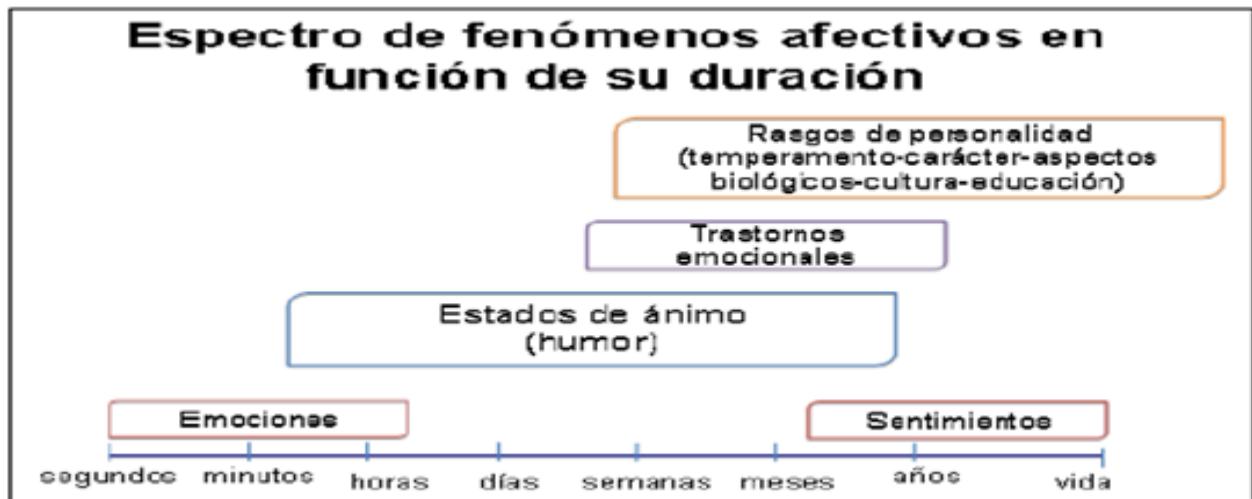 Espectro de fenómenos afectivos en
función de su duración
Rasgos de personalidad
(temperamento-carácter-aspectos
biológicos-cultura-educación)
Trastornos
emocionales
Estados de ánimo
(humor)
Emociones
Sentimientos
segundos minutos horas días semanas meses años vida